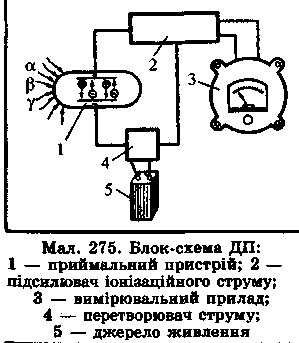 α
β
γ
1
2
3
4
5
Мал. 275. Блок-схема ДП:
1 — приймальний пристрій; 2 —
підсилювач іонізаційного струму;
3 — вимірювальний прилад;
4 — перетворювач струму;
5 — джерело живлення